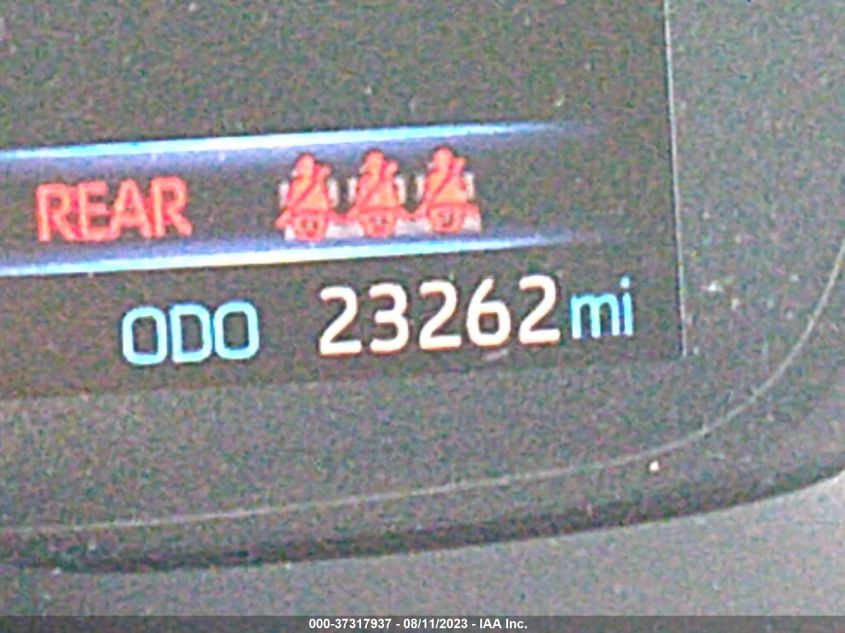 REAR
ODO 23262 mi
000-37317937 - 08/11/2023 - IAA Inc.